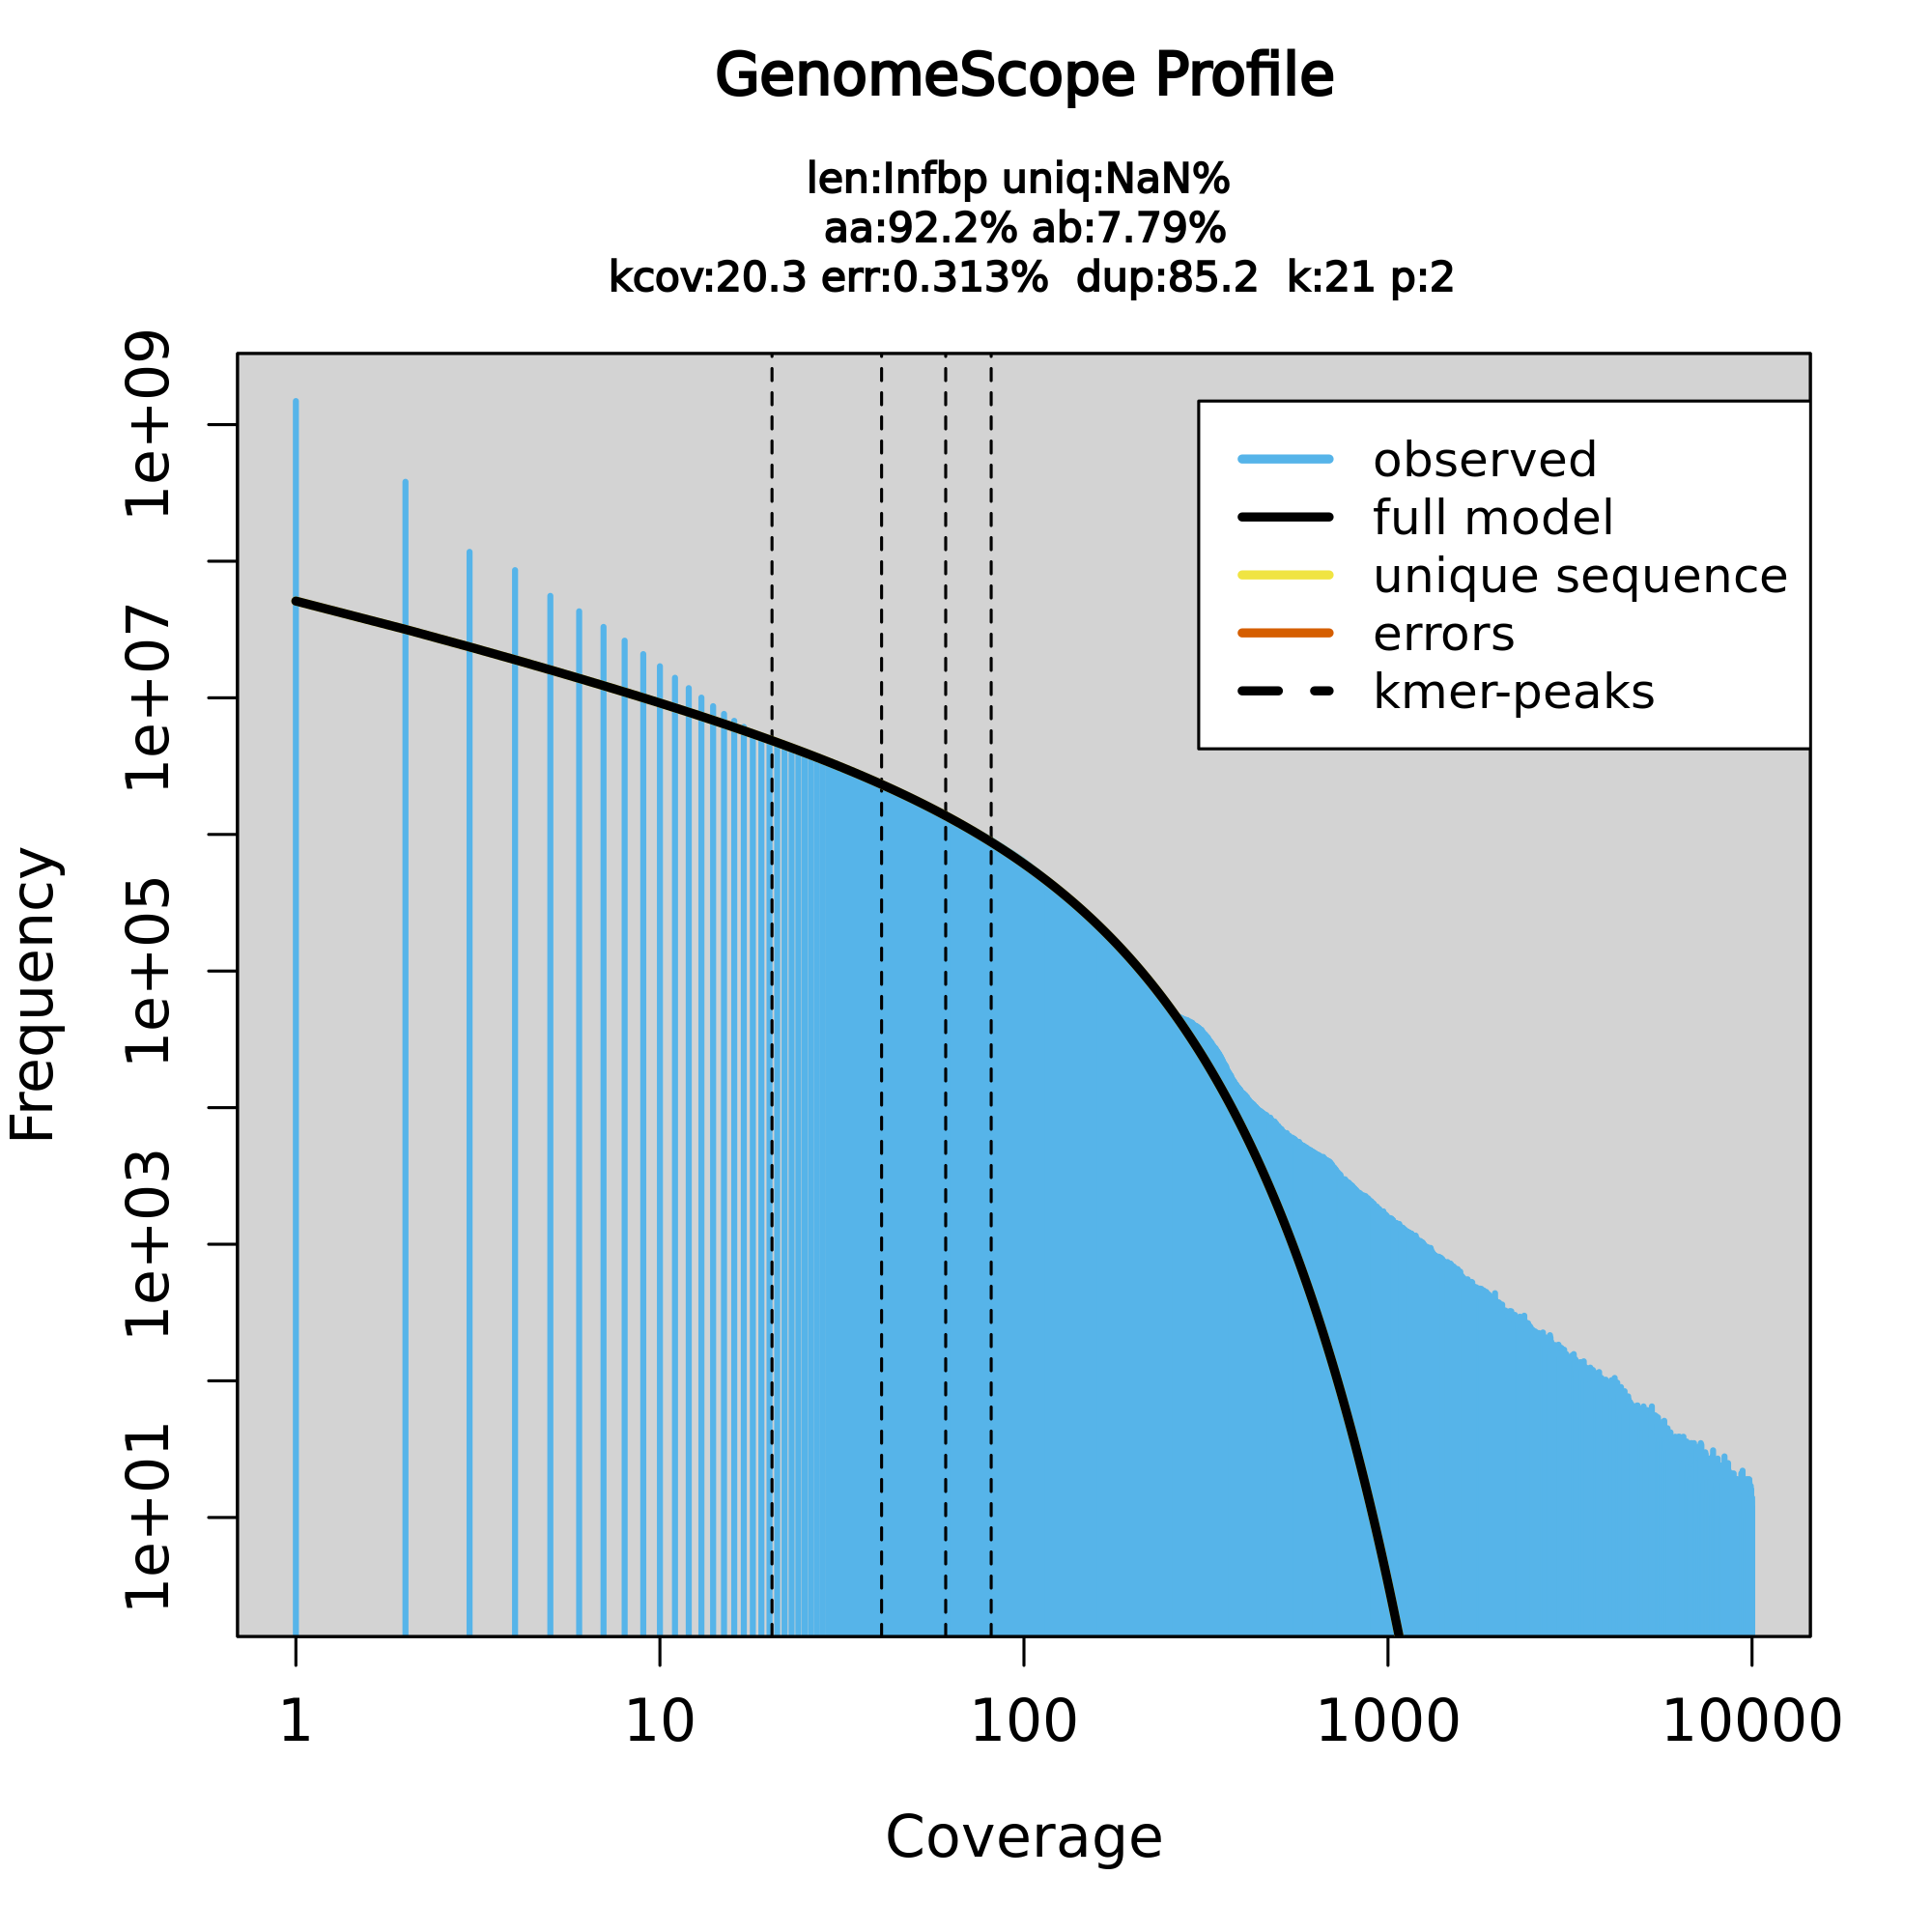 GenomeScope Profile
len:Infbp uniq:NaN%
aa:92.2% ab:7.79%
kcov:20.3 err:0.313% dup:85.2 k:21 p:2
1e+09
1e+07
1e+05
1e+03
1e+01
Frequency
observed
full model
unique sequence
errors
kmer-peaks
1 10 100 1000 10000
Coverage